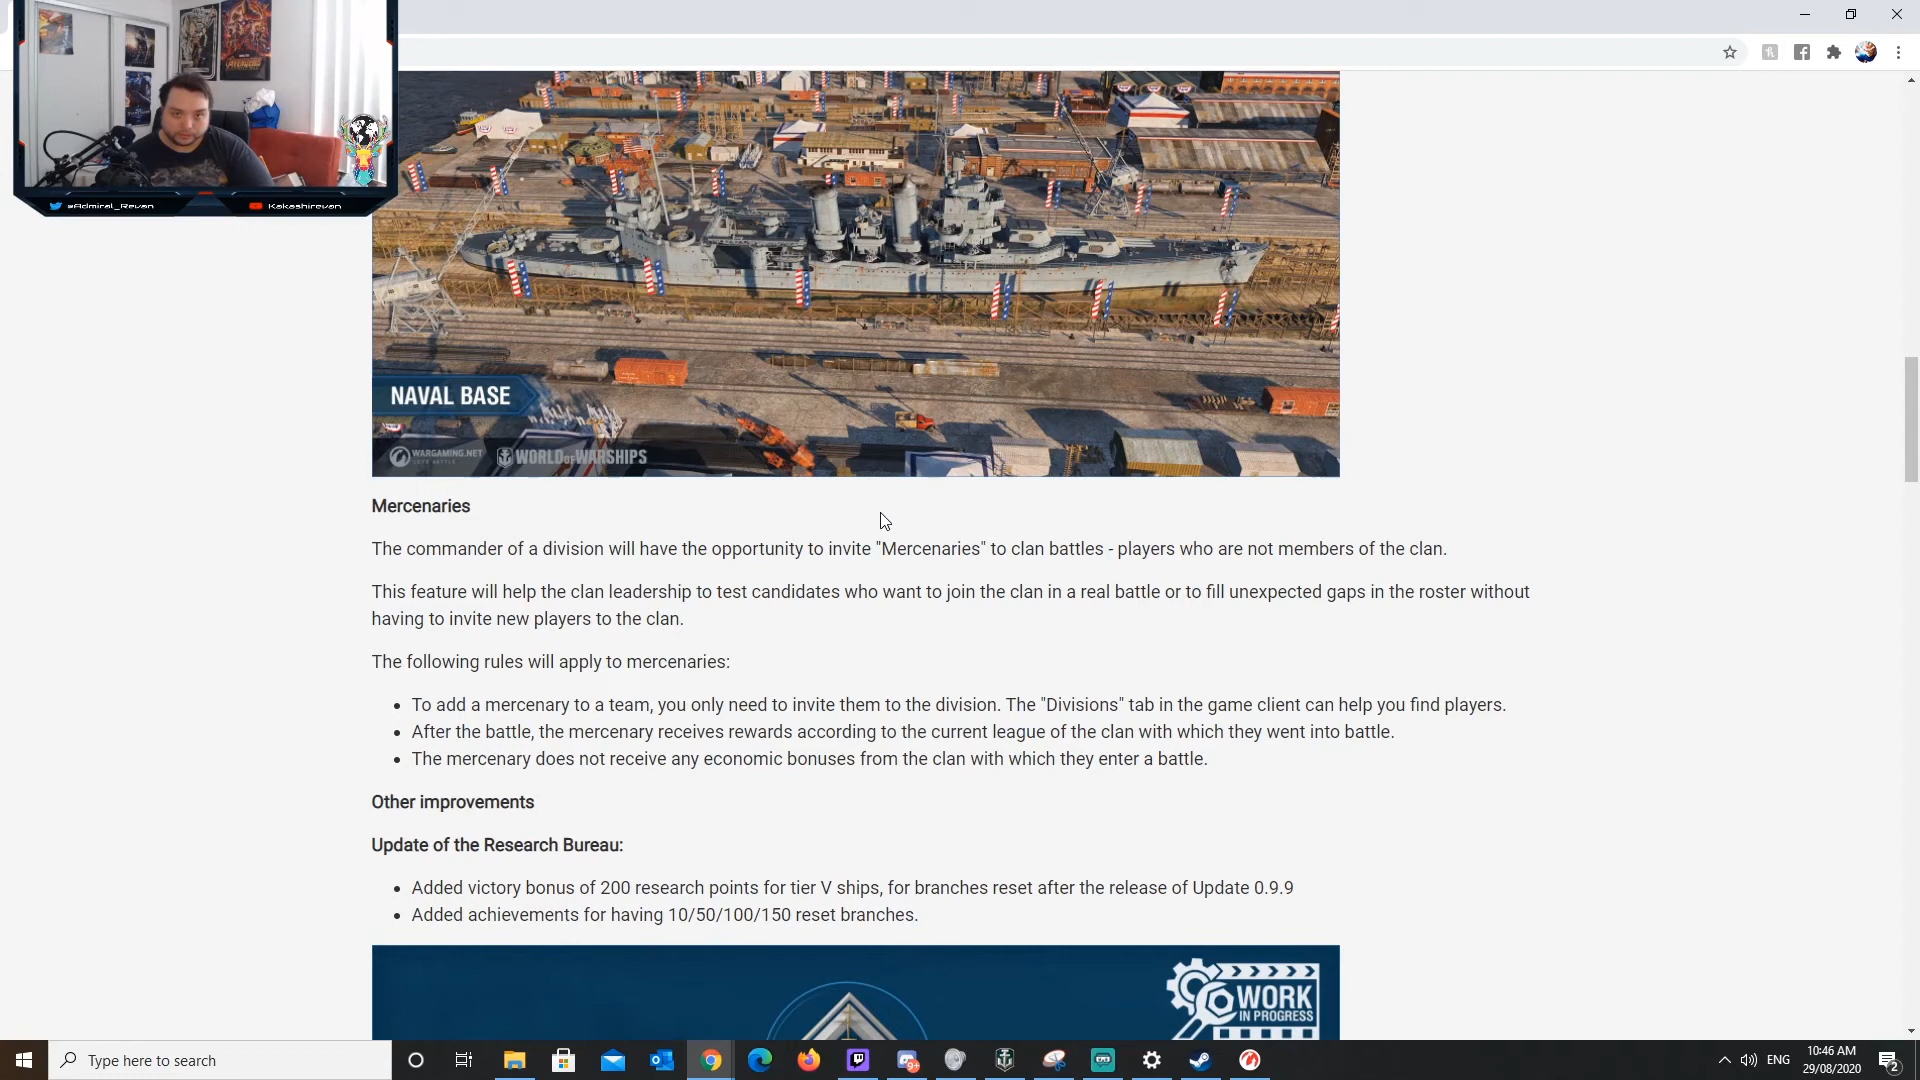 @Admiral_Revan
Kakashirevan
NAVAL BASE
WARGAMING.NET
LET'S BATTLE
WORLD OF WARSHIPS
Mercenaries
The commander of a division will have the opportunity to invite "Mercenaries" to clan battles - players who are not members of the clan.
This feature will help the clan leadership to test candidates who want to join the clan in a real battle or to fill unexpected gaps in the roster without
having to invite new players to the clan.
The following rules will apply to mercenaries:
To add a mercenary to a team, you only need to invite them to the division. The "Divisions" tab in the game client can help you find players.
After the battle, the mercenary receives rewards according to the current league of the clan with which they went into battle.
The mercenary does not receive any economic bonuses from the clan with which they enter a battle.
Other improvements
Update of the Research Bureau:
Added victory bonus of 200 research points for tier V ships, for branches reset after the release of Update 0.9.9
Added achievements for having 10/50/100/150 reset branches.
WORK
IN PROGRESS
Type here to search
9+
ENG
10:46 AM
29/08/2020
2